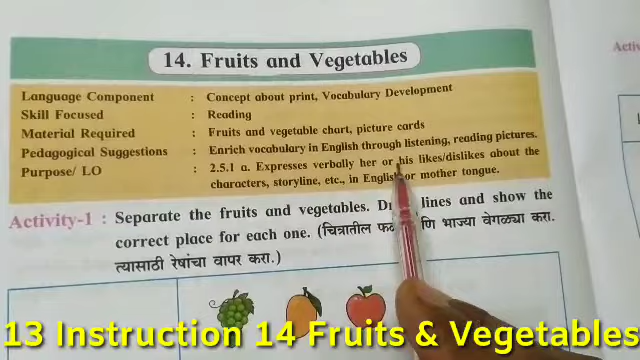 14. Fruits and Vegetables
Language Component : Concept about print, Vocabulary Development
Skill Focused : Reading
Material Required : Fruits and vegetable chart, picture cards
Pedagogical Suggestions : Enrich vocabulary in English through listening, reading pictures.
Purpose/ LO : 2.5.1 a. Expresses verbally her or his likes/dislikes about the
characters, storyline, etc., in English or mother tongue.
Activity-1 : Separate the fruits and vegetables. lines and show the
correct place for each one. (चित्रातील भाज्या वेगळ्या करा.
त्यासाठी रेषांचा वापर करा.)
13 Instruction 14 Fruits & Vegetables